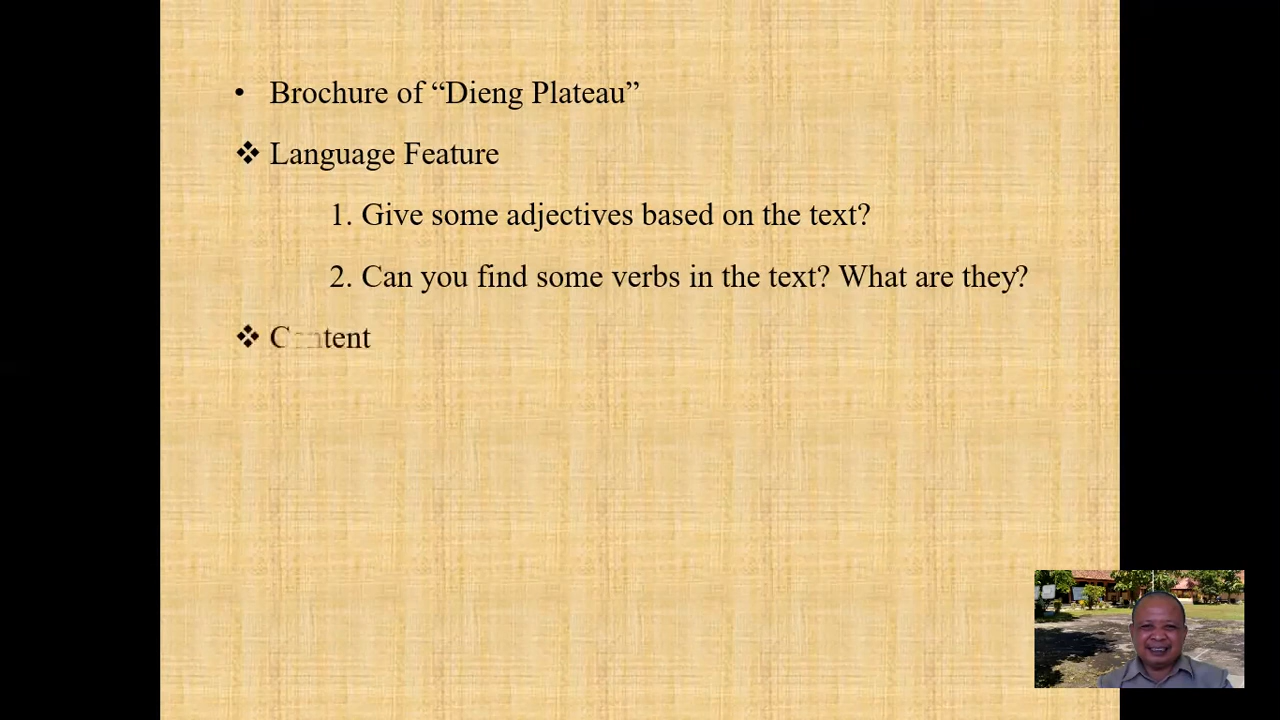 • Brochure of “Dieng Plateau”
❖ Language Feature
1. Give some adjectives based on the text?
2. Can you find some verbs in the text? What are they?
❖ Content